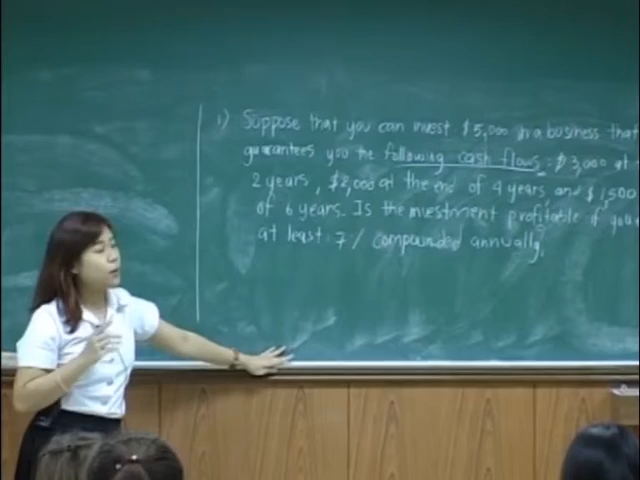 1) Suppose that you can invest $5,000 in a business that
guarantees you the following cash flows : $3,000 at
2 years, $2,000 at the end of 4 years and $1,500
of 6 years. Is the investment profitable if you
at least 7% compounded annually.